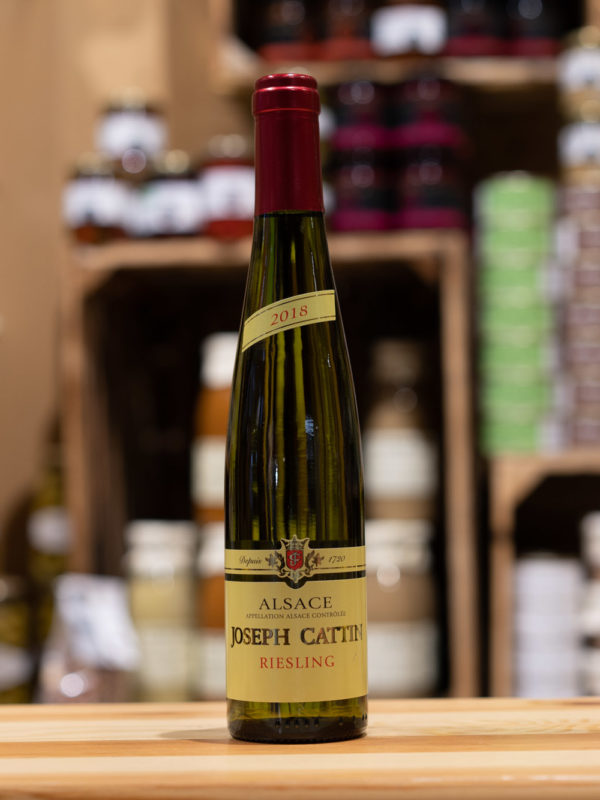 2018
Depuis 1720
ALSACE
APPELLATION ALSACE CONTRÔLÉE
JOSEPH CATTIN
RIESLING